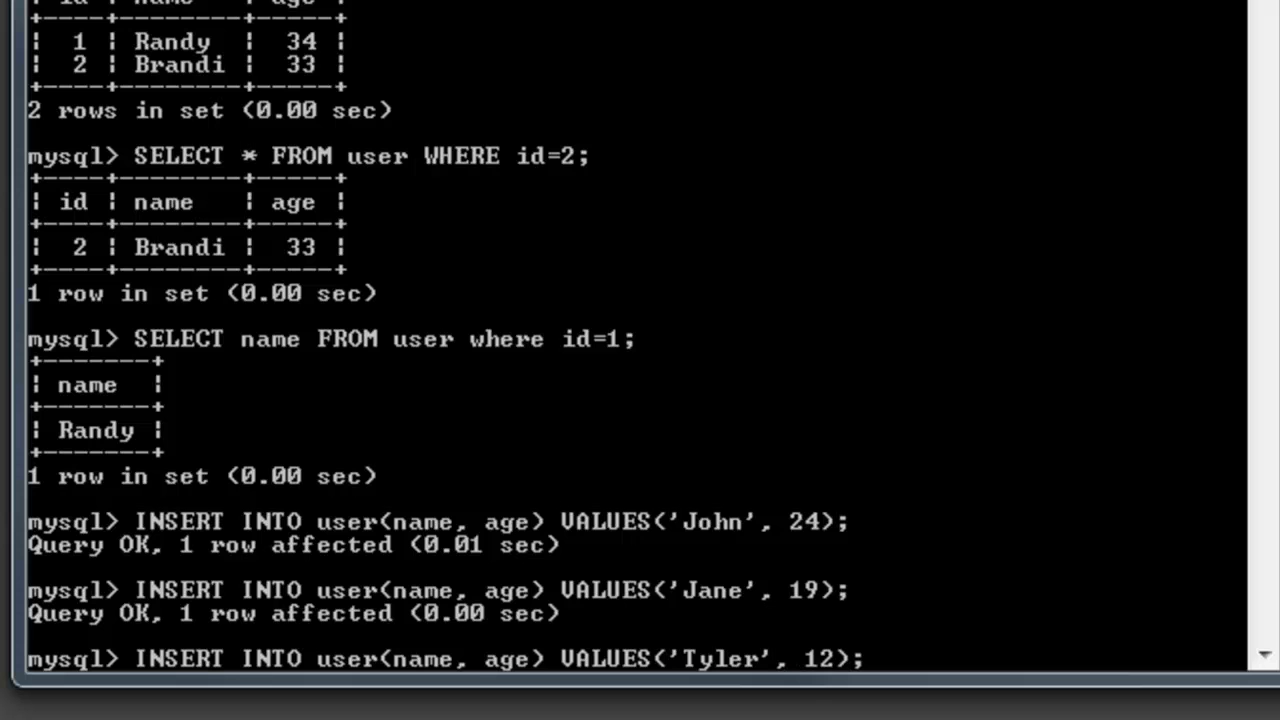 ¦ id ¦ name ¦ age ¦
+----+--------+-----+
¦ 1 ¦ Randy ¦ 34 ¦
¦ 2 ¦ Brandi ¦ 33 ¦
+----+--------+-----+
2 rows in set (0.00 sec)
mysql> SELECT * FROM user WHERE id=2;
+----+--------+-----+
¦ id ¦ name ¦ age ¦
+----+--------+-----+
¦ 2 ¦ Brandi ¦ 33 ¦
+----+--------+-----+
1 row in set (0.00 sec)
mysql> SELECT name FROM user where id=1;
+-------+
¦ name ¦
+-------+
¦ Randy ¦
+-------+
1 row in set (0.00 sec)
mysql> INSERT INTO user(name, age) VALUES('John', 24);
Query OK, 1 row affected (0.01 sec)
mysql> INSERT INTO user(name, age) VALUES('Jane', 19);
Query OK, 1 row affected (0.00 sec)
mysql> INSERT INTO user(name, age) VALUES('Tyler', 12);